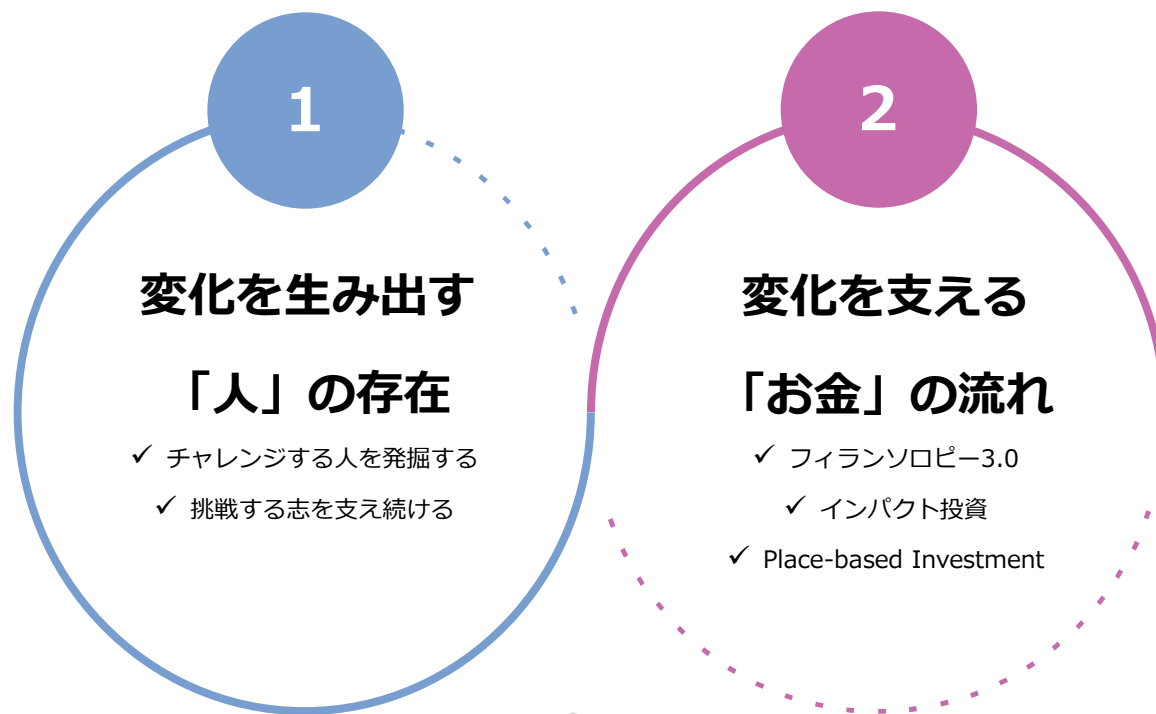 1
変化を生み出す
「人」の存在
✓ チャレンジする人を発掘する
✓ 挑戦する志を支え続ける
2
変化を支える
「お金」の流れ
✓ フィランソロピー3.0
✓ インパクト投資
✓ Place-based Investment